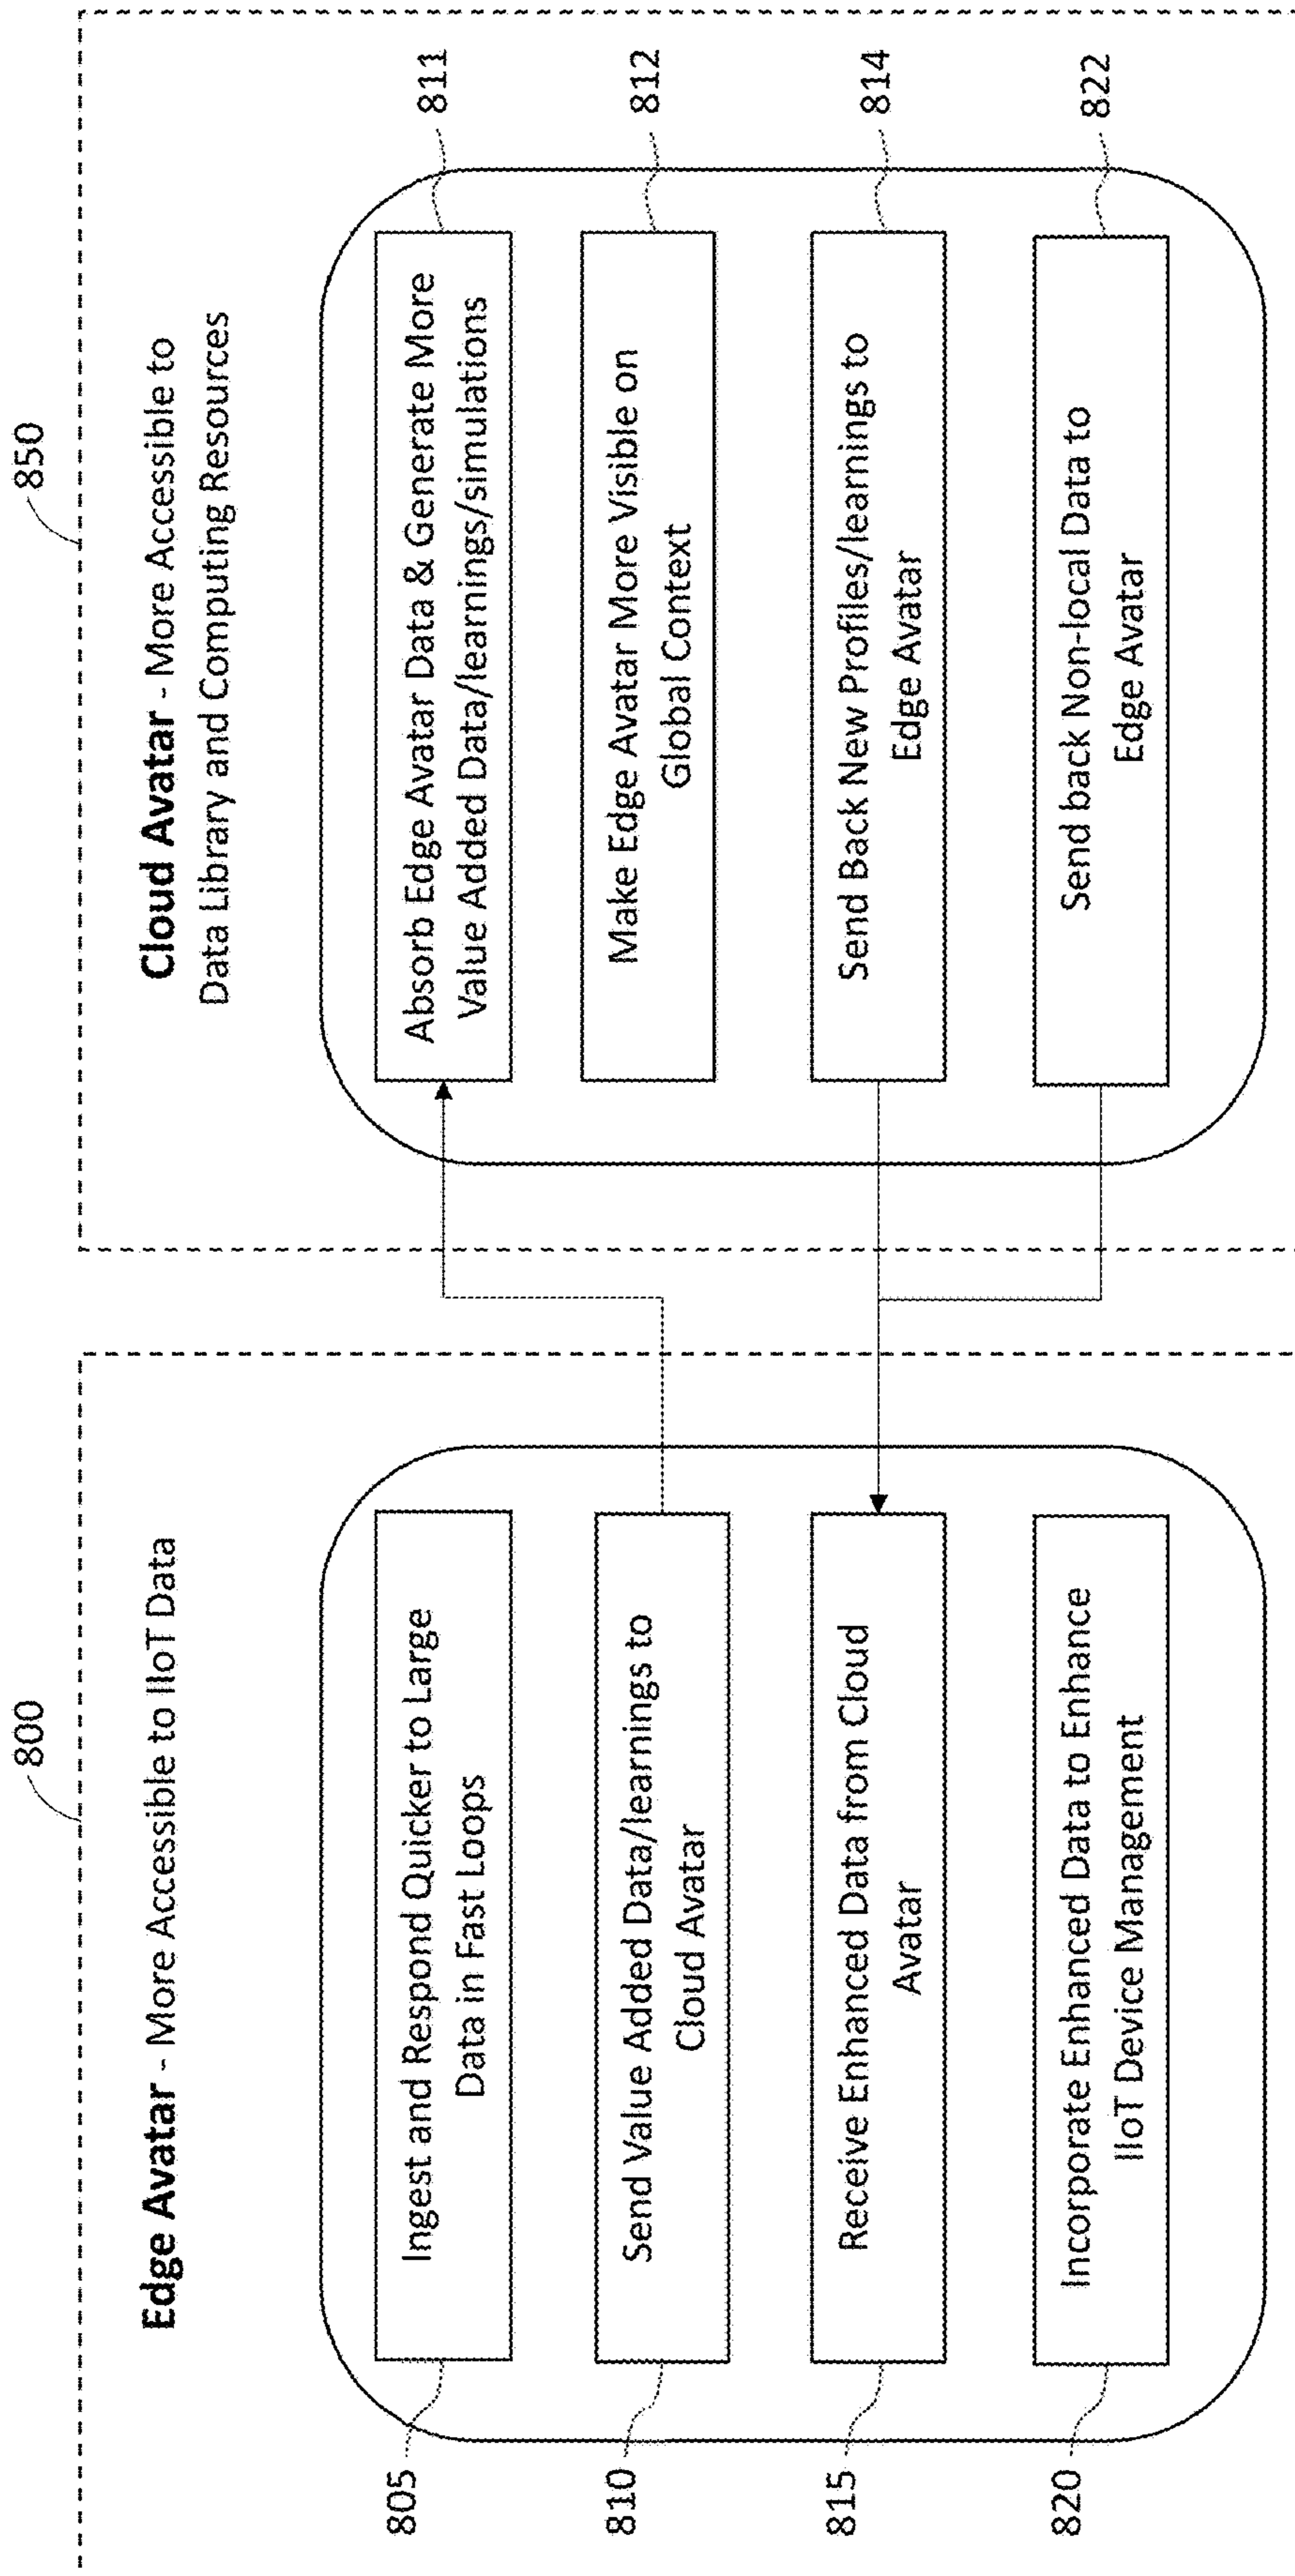 800
Edge Avatar - More Accessible to IIoT Data
805
Ingest and Respond Quicker to Large
Data in Fast Loops
810
Send Value Added Data/learnings to
Cloud Avatar
815
Receive Enhanced Data from Cloud
Avatar
820
Incorporate Enhanced Data to Enhance
IIoT Device Management
850
Cloud Avatar - More Accessible to
Data Library and Computing Resources
Absorb Edge Avatar Data & Generate More
Value Added Data/learnings/simulations
811
Make Edge Avatar More Visible on
Global Context
812
Send Back New Profiles/learnings to
Edge Avatar
814
Send back Non-local Data to
Edge Avatar
822